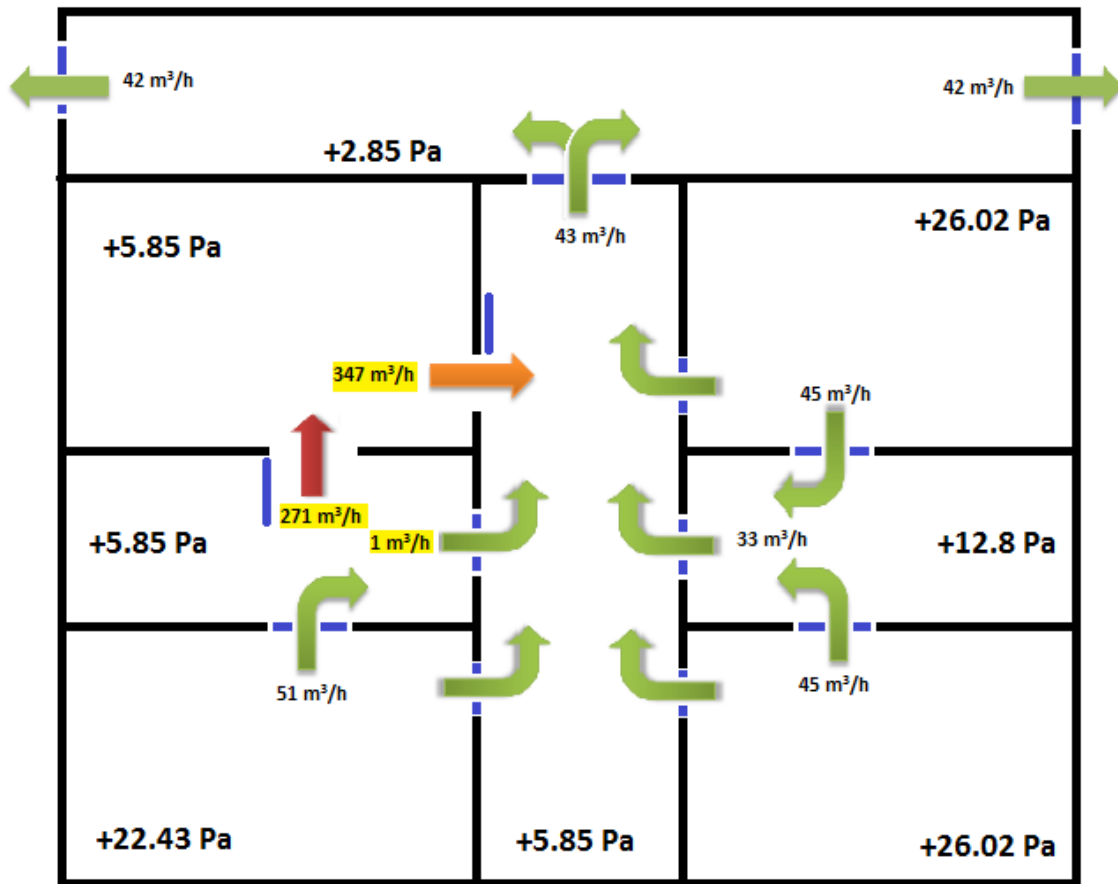 42 m³/h
42 m³/h
+2.85 Pa
43 m³/h
+5.85 Pa
+26.02 Pa
347 m³/h
45 m³/h
271 m³/h
1 m³/h
33 m³/h
+5.85 Pa
+12.8 Pa
51 m³/h
45 m³/h
+22.43 Pa
+5.85 Pa
+26.02 Pa